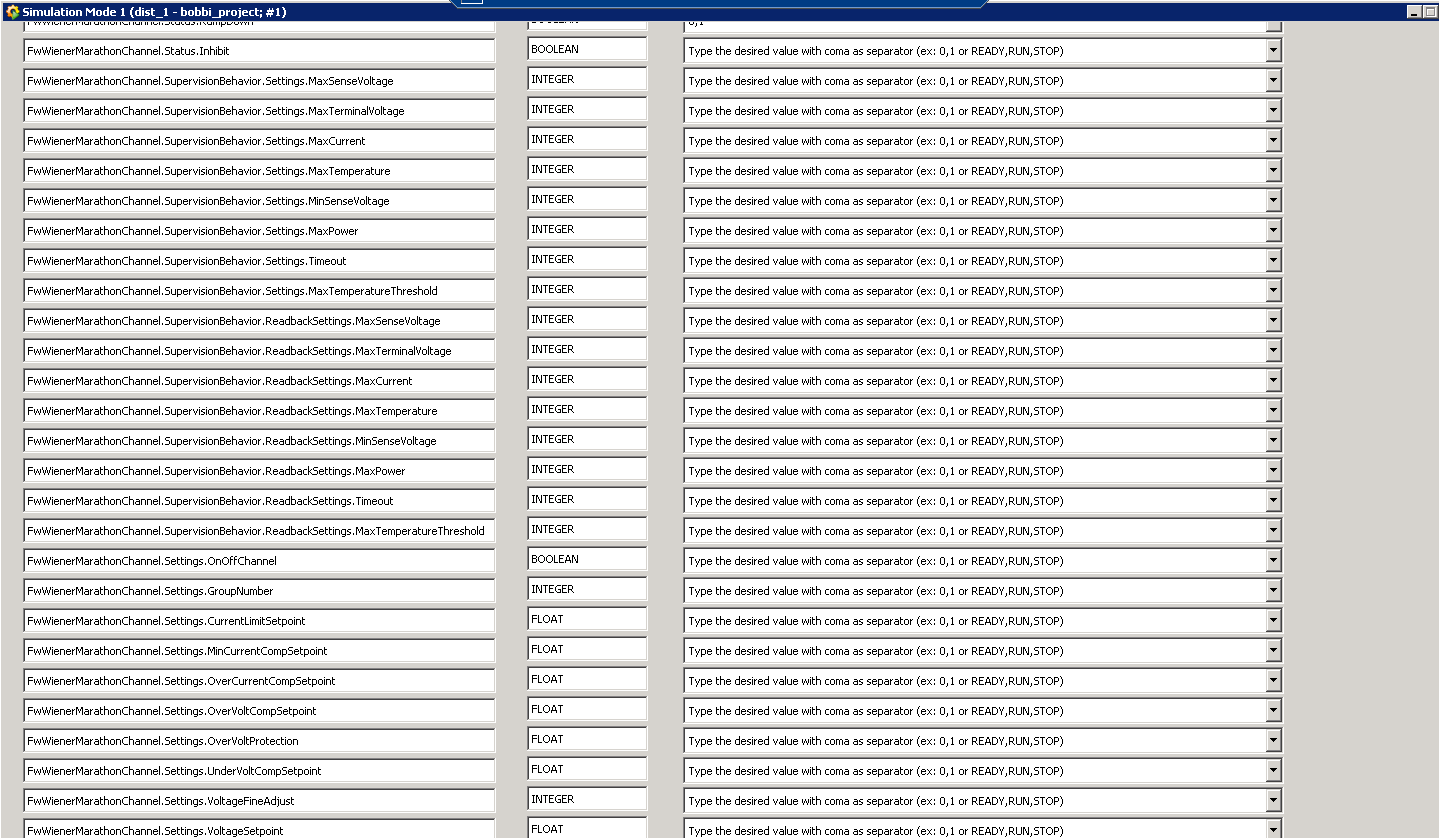 Simulation Mode 1 (dist_1 - bobbi_project; #1)
FwWienerMarathonChannel.Status.RampDown BOOLEAN 0,1
FwWienerMarathonChannel.Status.Inhibit BOOLEAN Type the desired value with coma as separator (ex: 0,1 or READY,RUN,STOP)
FwWienerMarathonChannel.SupervisionBehavior.Settings.MaxSenseVoltage INTEGER Type the desired value with coma as separator (ex: 0,1 or READY,RUN,STOP)
FwWienerMarathonChannel.SupervisionBehavior.Settings.MaxTerminalVoltage INTEGER Type the desired value with coma as separator (ex: 0,1 or READY,RUN,STOP)
FwWienerMarathonChannel.SupervisionBehavior.Settings.MaxCurrent INTEGER Type the desired value with coma as separator (ex: 0,1 or READY,RUN,STOP)
FwWienerMarathonChannel.SupervisionBehavior.Settings.MaxTemperature INTEGER Type the desired value with coma as separator (ex: 0,1 or READY,RUN,STOP)
FwWienerMarathonChannel.SupervisionBehavior.Settings.MinSenseVoltage INTEGER Type the desired value with coma as separator (ex: 0,1 or READY,RUN,STOP)
FwWienerMarathonChannel.SupervisionBehavior.Settings.MaxPower INTEGER Type the desired value with coma as separator (ex: 0,1 or READY,RUN,STOP)
FwWienerMarathonChannel.SupervisionBehavior.Settings.Timeout INTEGER Type the desired value with coma as separator (ex: 0,1 or READY,RUN,STOP)
FwWienerMarathonChannel.SupervisionBehavior.Settings.MaxTemperatureThreshold INTEGER Type the desired value with coma as separator (ex: 0,1 or READY,RUN,STOP)
FwWienerMarathonChannel.SupervisionBehavior.ReadbackSettings.MaxSenseVoltage INTEGER Type the desired value with coma as separator (ex: 0,1 or READY,RUN,STOP)
FwWienerMarathonChannel.SupervisionBehavior.ReadbackSettings.MaxTerminalVoltage INTEGER Type the desired value with coma as separator (ex: 0,1 or READY,RUN,STOP)
FwWienerMarathonChannel.SupervisionBehavior.ReadbackSettings.MaxCurrent INTEGER Type the desired value with coma as separator (ex: 0,1 or READY,RUN,STOP)
FwWienerMarathonChannel.SupervisionBehavior.ReadbackSettings.MaxTemperature INTEGER Type the desired value with coma as separator (ex: 0,1 or READY,RUN,STOP)
FwWienerMarathonChannel.SupervisionBehavior.ReadbackSettings.MinSenseVoltage INTEGER Type the desired value with coma as separator (ex: 0,1 or READY,RUN,STOP)
FwWienerMarathonChannel.SupervisionBehavior.ReadbackSettings.MaxPower INTEGER Type the desired value with coma as separator (ex: 0,1 or READY,RUN,STOP)
FwWienerMarathonChannel.SupervisionBehavior.ReadbackSettings.Timeout INTEGER Type the desired value with coma as separator (ex: 0,1 or READY,RUN,STOP)
FwWienerMarathonChannel.SupervisionBehavior.ReadbackSettings.MaxTemperatureThreshold INTEGER Type the desired value with coma as separator (ex: 0,1 or READY,RUN,STOP)
FwWienerMarathonChannel.Settings.OnOffChannel BOOLEAN Type the desired value with coma as separator (ex: 0,1 or READY,RUN,STOP)
FwWienerMarathonChannel.Settings.GroupNumber INTEGER Type the desired value with coma as separator (ex: 0,1 or READY,RUN,STOP)
FwWienerMarathonChannel.Settings.CurrentLimitSetpoint FLOAT Type the desired value with coma as separator (ex: 0,1 or READY,RUN,STOP)
FwWienerMarathonChannel.Settings.MinCurrentCompSetpoint FLOAT Type the desired value with coma as separator (ex: 0,1 or READY,RUN,STOP)
FwWienerMarathonChannel.Settings.OverCurrentCompSetpoint FLOAT Type the desired value with coma as separator (ex: 0,1 or READY,RUN,STOP)
FwWienerMarathonChannel.Settings.OverVoltCompSetpoint FLOAT Type the desired value with coma as separator (ex: 0,1 or READY,RUN,STOP)
FwWienerMarathonChannel.Settings.OverVoltProtection FLOAT Type the desired value with coma as separator (ex: 0,1 or READY,RUN,STOP)
FwWienerMarathonChannel.Settings.UnderVoltCompSetpoint FLOAT Type the desired value with coma as separator (ex: 0,1 or READY,RUN,STOP)
FwWienerMarathonChannel.Settings.VoltageFineAdjust INTEGER Type the desired value with coma as separator (ex: 0,1 or READY,RUN,STOP)
FwWienerMarathonChannel.Settings.VoltageSetpoint FLOAT Type the desired value with coma as separator (ex: 0,1 or READY,RUN,STOP)